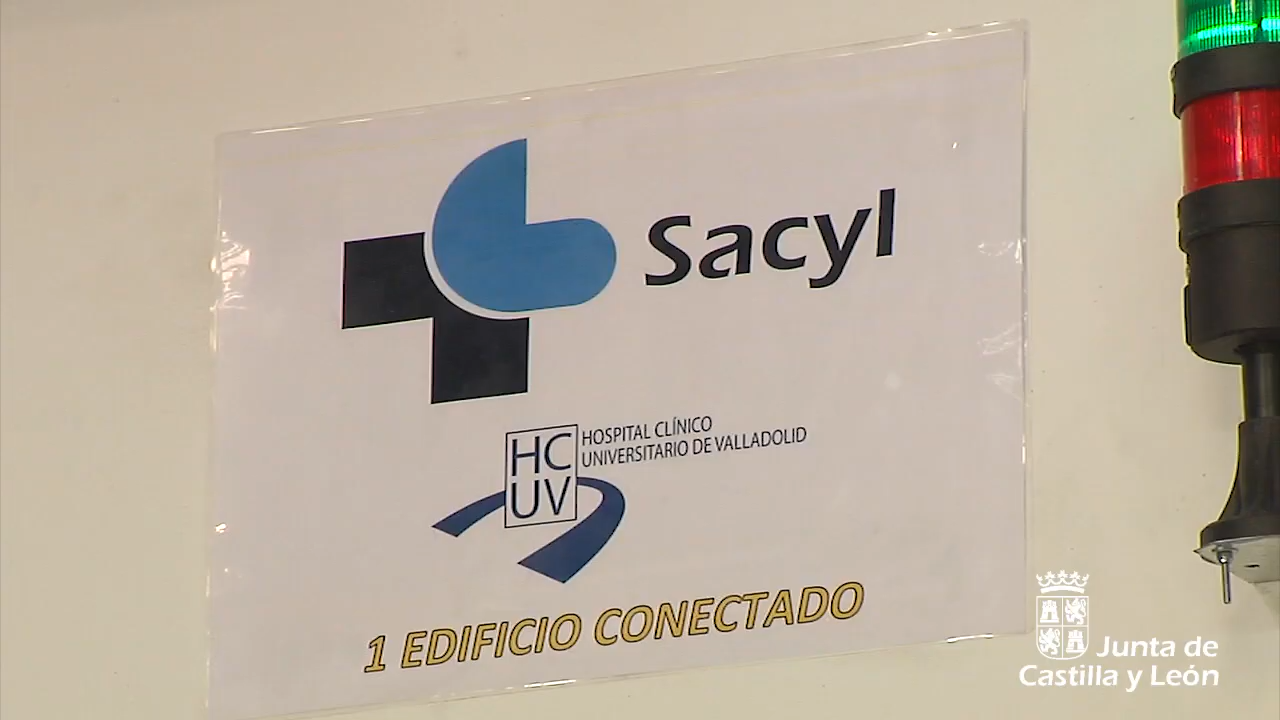 Sacyl
HC
UV
HOSPITAL CLÍNICO
UNIVERSITARIO DE VALLADOLID
1 EDIFICIO CONECTADO
Junta de
Castilla y León